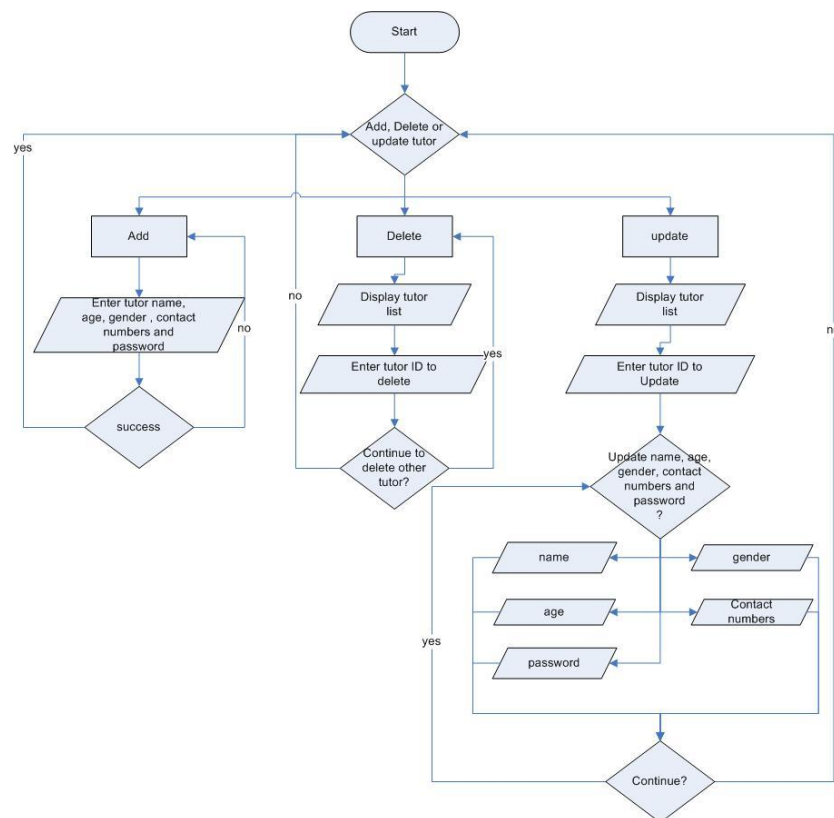 Start
Add, Delete or
update tutor
yes
Add
Delete
update
Enter tutor name,
age, gender , contact
numbers and
password
no
success
no
Display tutor
list
Enter tutor ID to
delete
yes
Continue to
delete other
tutor?
Display tutor
list
Enter tutor ID to
Update
Update name, age,
gender, contact
numbers and
password
?
name
gender
age
Contact
numbers
password
yes
Continue?